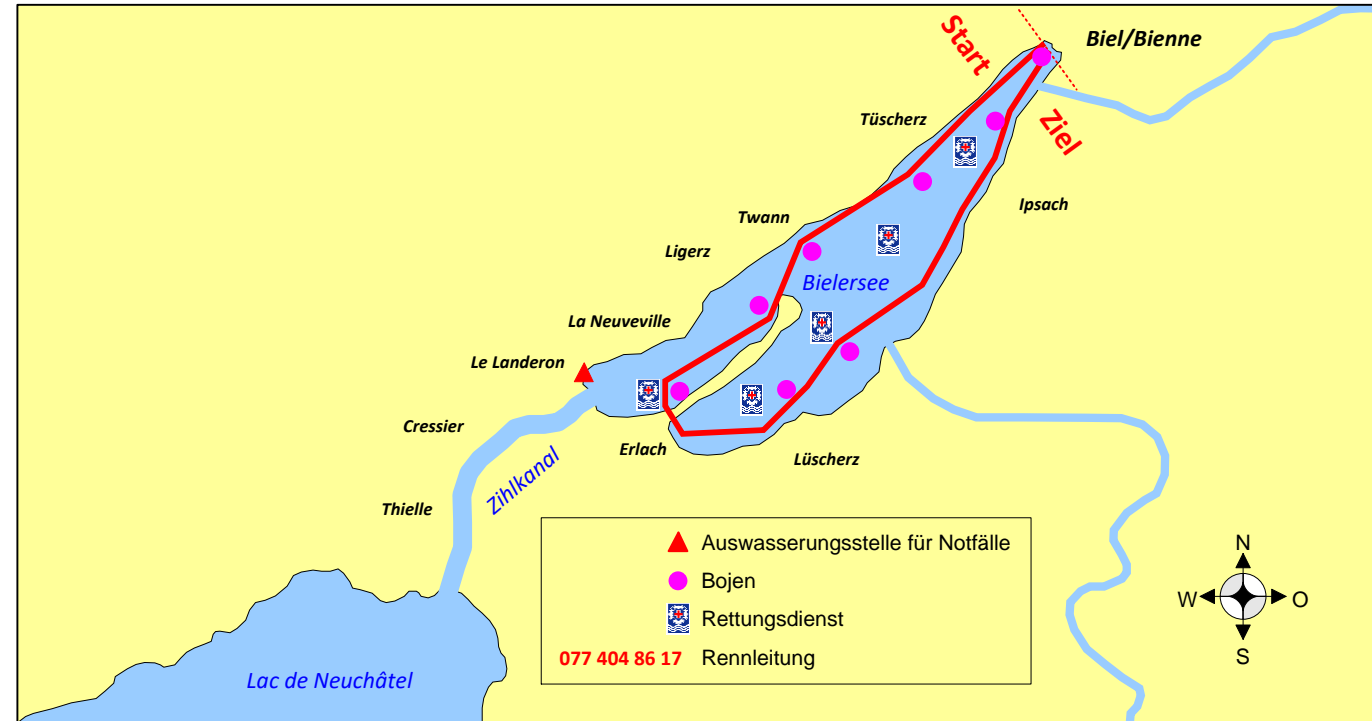 Start
Biel/Bienne
Tüscherz
Ziel
Ipsach
Twann
Ligerz
Bielersee
La Neuveville
Le Landeron
Cressier
Erlach
Lüscherz
Zihlkanal
Thielle
Auswasserungsstelle für Notfälle
Bojen
Rettungsdienst
077 404 86 17 Rennleitung
N
W
O
S
Lac de Neuchâtel